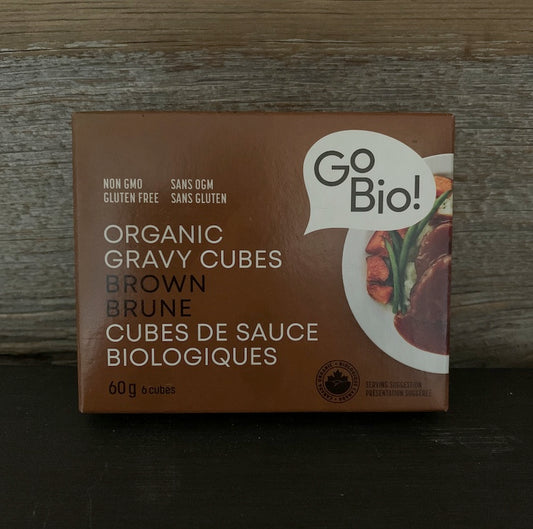 Go
Bio!
NON GMO SANS OGM
GLUTEN FREE SANS GLUTEN
ORGANIC
GRAVY CUBES
BROWN
BRUNE
CUBES DE SAUCE
BIOLOGIQUES
60 g 6 cubes
SERVING SUGGESTION
PRÉSENTATION SUGGÉRÉE